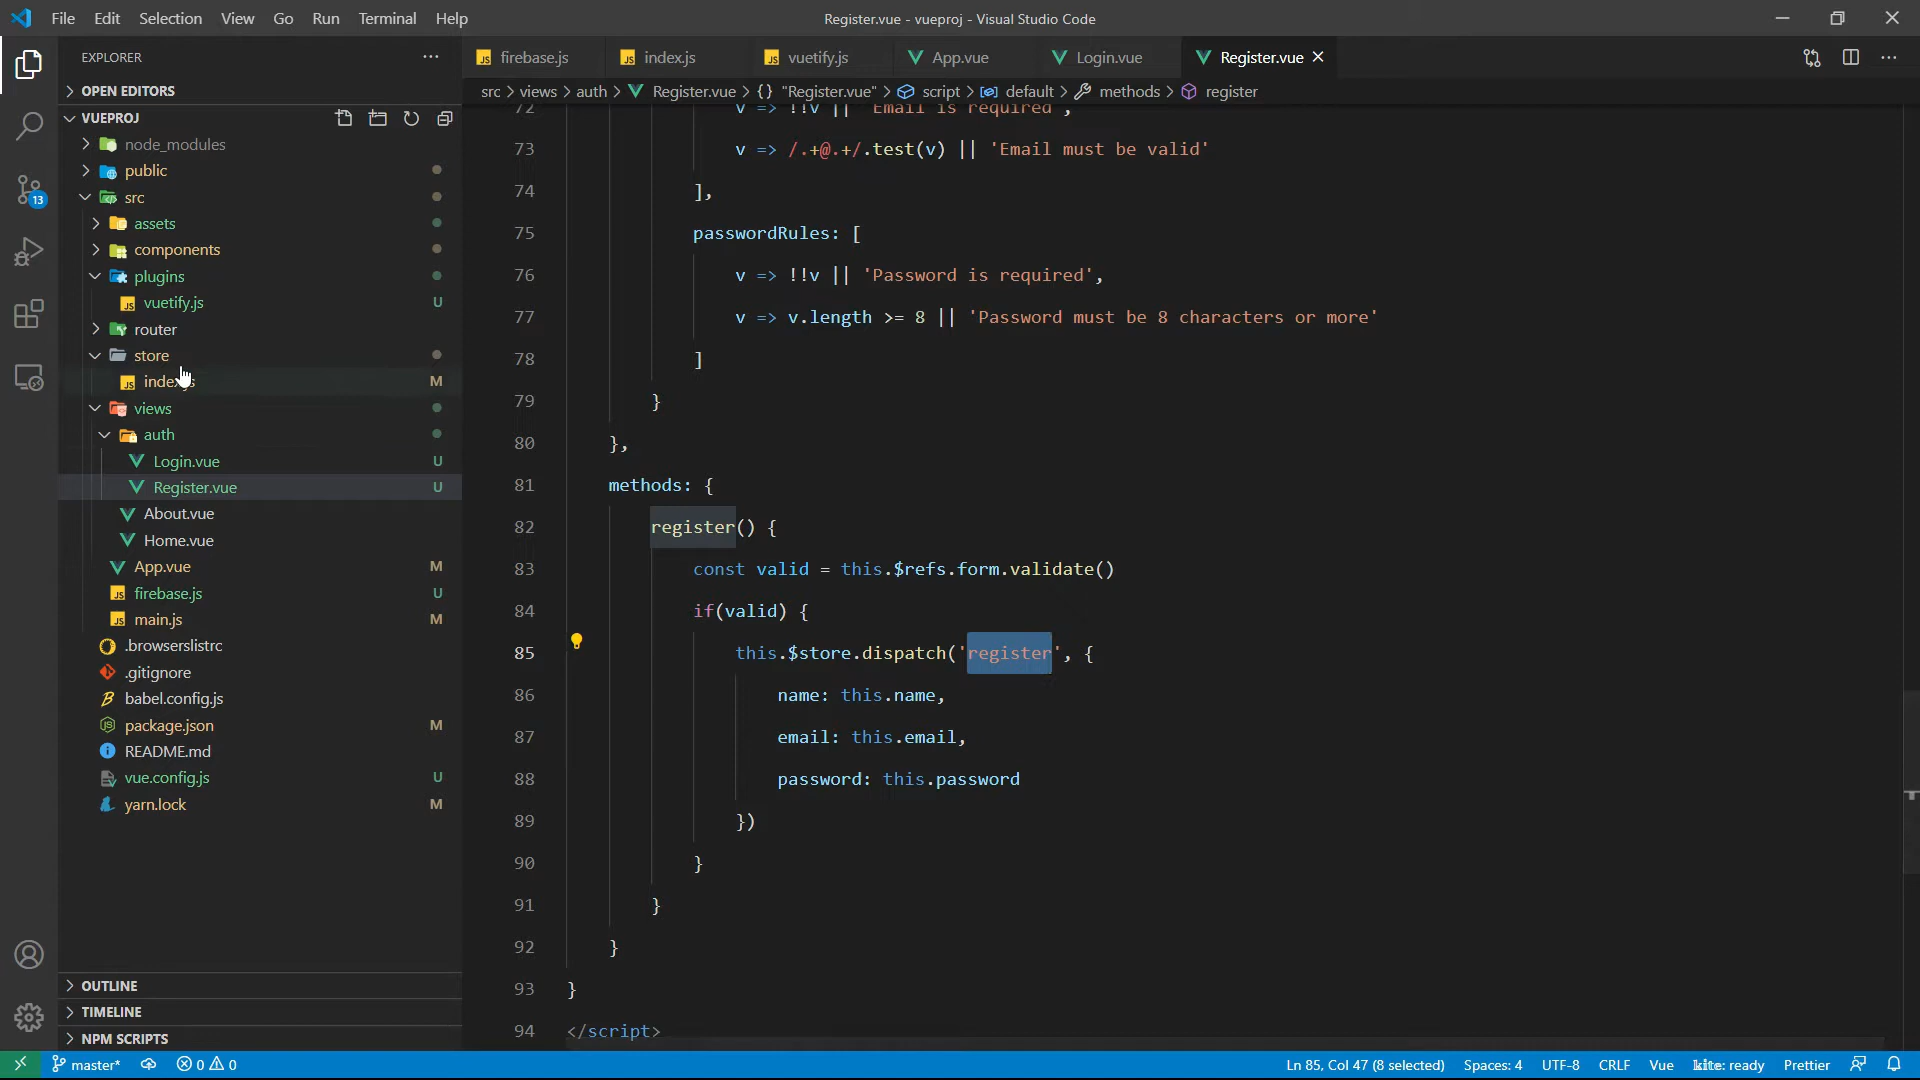 File Edit Selection View Go Run Terminal Help
Register.vue - vueproj - Visual Studio Code
EXPLORER
OPEN EDITORS
VUEPROJ
node_modules
public
src
assets
components
plugins
vuetify.js U
router
store
index.js M
views
auth
Login.vue U
Register.vue U
About.vue
Home.vue
App.vue M
firebase.js U
main.js M
.browserslistrc
.gitignore
babel.config.js
package.json M
README.md
vue.config.js U
yarn.lock M
OUTLINE
TIMELINE
NPM SCRIPTS
13
firebase.js index.js vuetify.js App.vue Login.vue Register.vue
src > views > auth > Register.vue > {} "Register.vue" > script > default > methods > register
72 v => !!v || 'Email is required',
73 v => /.+@.+/.test(v) || 'Email must be valid'
74 ],
75 passwordRules: [
76 v => !!v || 'Password is required',
77 v => v.length >= 8 || 'Password must be 8 characters or more'
78 ]
79 }
80 },
81 methods: {
82 register() {
83 const valid = this.$refs.form.validate()
84 if(valid) {
85 this.$store.dispatch('register', {
86 name: this.name,
87 email: this.email,
88 password: this.password
89 })
90 }
91 }
92 }
93 }
94 </script>
master* 0 0
Ln 85, Col 47 (8 selected) Spaces: 4 UTF-8 CRLF Vue kite: ready Prettier